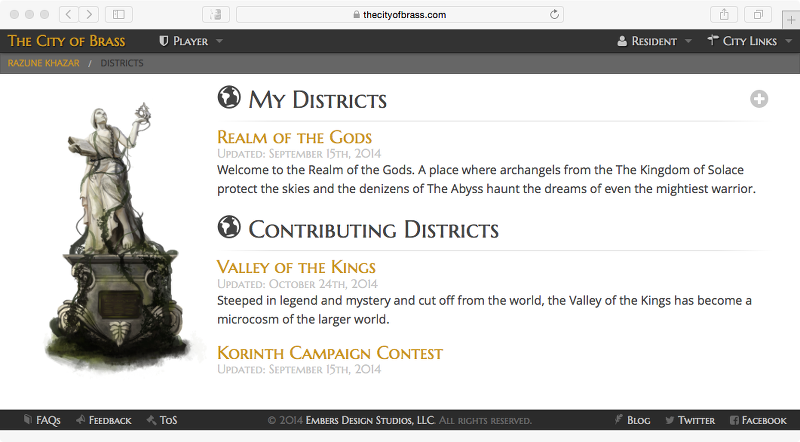 thecityofbrass.com
The City of Brass Player Resident City Links
Razune Khazar / Districts
My Districts
Realm of the Gods
Updated: September 15th, 2014
Welcome to the Realm of the Gods. A place where archangels from the The Kingdom of Solace
protect the skies and the denizens of The Abyss haunt the dreams of even the mightiest warrior.
Contributing Districts
Valley of the Kings
Updated: October 24th, 2014
Steeped in legend and mystery and cut off from the world, the Valley of the Kings has become a
microcosm of the larger world.
Korinth Campaign Contest
Updated: September 15th, 2014
FAQs Feedback ToS © 2014 Embers Design Studios, LLC. All rights reserved. Blog Twitter Facebook